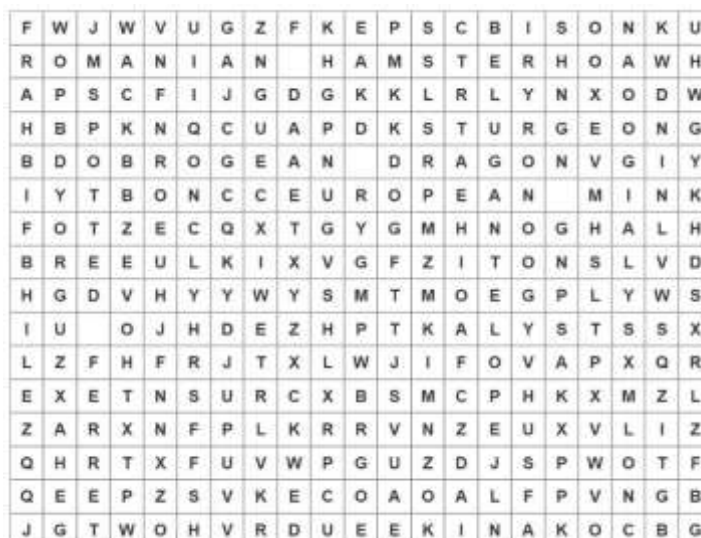 F W J W V U G Z F K E P S C B I S O N K U
R O M A N I A N H A M S T E R H O A W H
A P S C F I J G D G K K L R L Y N X O D W
H B P K N Q C U A P D K S T U R G E O N G
B D O B R O G E A N D R A G O N V G I Y
I Y T B O N C C E U R O P E A N M I N K
F O T Z E C Q X T G Y G M H N O G H A L H
B R E E U L K I X V G F Z I T O N S L V D
H G D V H Y Y W Y S M T M O E G P L Y W S
I U O J H D E Z H P T K A L Y S T S S X
L Z F H F R J T X L W J I F O V A P X Q R
E X E T N S U R C X B S M C P H K X M Z L
Z A R X N F P L K R R V N Z E U X V L I Z
Q H R T X F U V W P G U Z D J S P W O T F
Q E E P Z S V K E C O A O A L F P V N G B
J G T W O H V R D U E E K I N A K O C B G